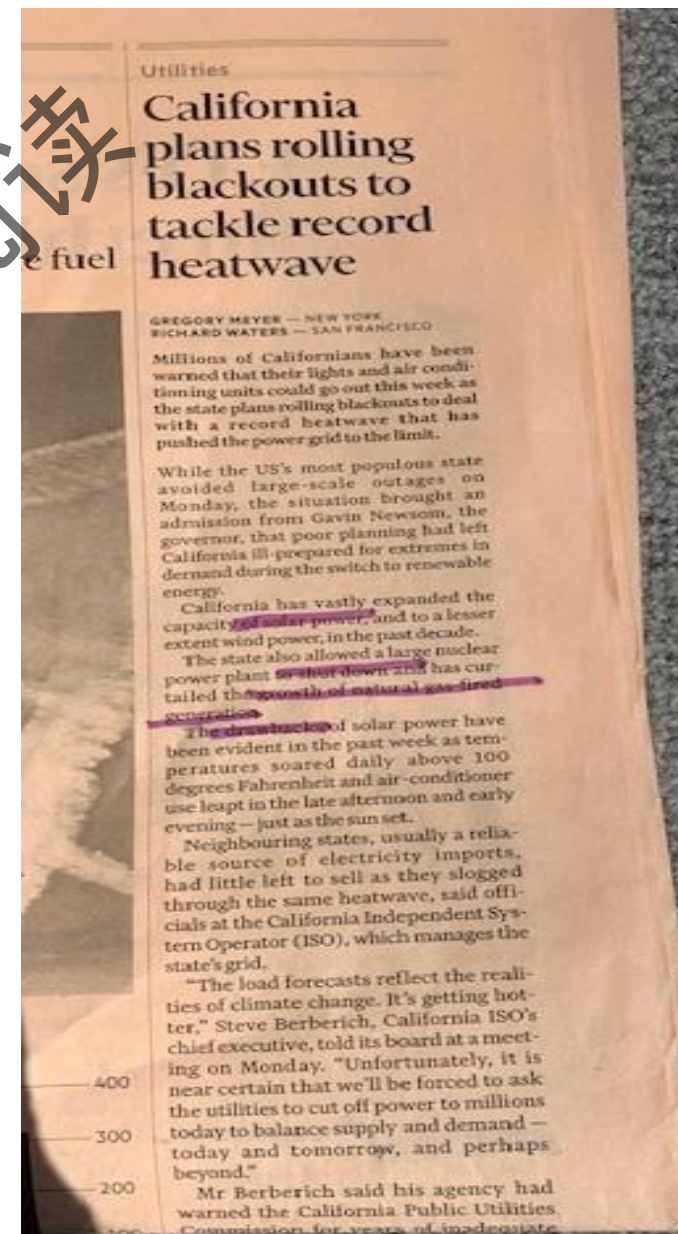 阅读
e fuel
400
300
200
100
Utilities
California
plans rolling
blackouts to
tackle record
heatwave
GREGORY MEYER — NEW YORK
RICHARD WATERS — SAN FRANCISCO
Millions of Californians have been
warned that their lights and air condi-
tioning units could go out this week as
the state plans rolling blackouts to deal
with a record heatwave that has
pushed the power grid to the limit.
While the US's most populous state
avoided large-scale outages on
Monday, the situation brought an
admission from Gavin Newsom, the
governor, that poor planning had left
California ill-prepared for extremes in
demand during the switch to renewable
energy.
California has vastly expanded the
capacity of solar power, and to a lesser
extent wind power, in the past decade.
The state also allowed a large nuclear
power plant to shut down and has cur-
tailed the growth of natural gas-fired
generation.
The drawbacks of solar power have
been evident in the past week as tem-
peratures soared daily above 100
degrees Fahrenheit and air-conditioner
use leapt in the late afternoon and early
evening — just as the sun set.
Neighbouring states, usually a relia-
ble source of electricity imports,
had little left to sell as they slogged
through the same heatwave, said offi-
cials at the California Independent Sys-
tem Operator (ISO), which manages the
state's grid.
"The load forecasts reflect the reali-
ties of climate change. It's getting hot-
ter," Steve Berberich, California ISO's
chief executive, told its board at a meet-
ing on Monday. "Unfortunately, it is
near certain that we'll be forced to ask
the utilities to cut off power to millions
today to balance supply and demand —
today and tomorrow, and perhaps
beyond."
Mr Berberich said his agency had
warned the California Public Utilities
Commission for years of inadequate